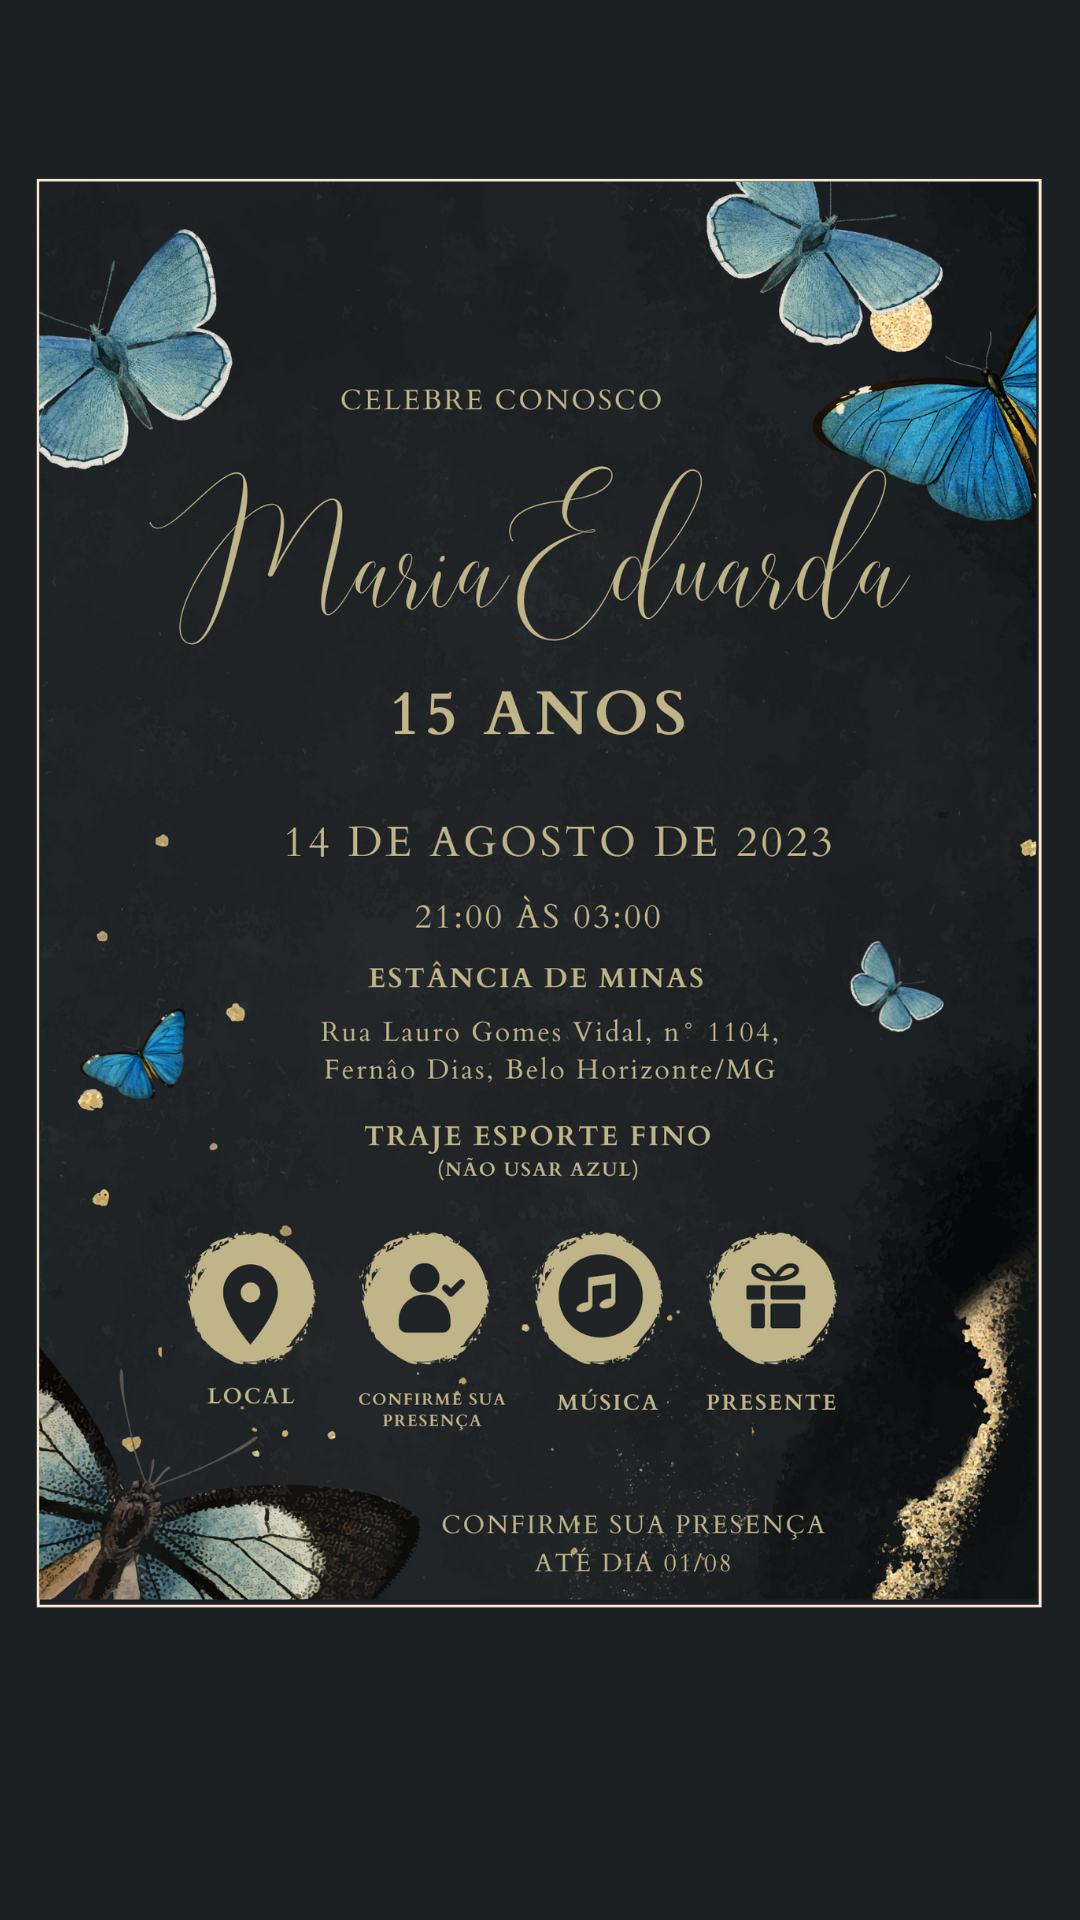 CELEBRE CONOSCO
Maria Eduarda
15 ANOS
14 DE AGOSTO DE 2023
21:00 ÀS 03:00
ESTÂNCIA DE MINAS
Rua Lauro Gomes Vidal, n° 1104,
Fernâo Dias, Belo Horizonte/MG
TRAJE ESPORTE FINO
(NÃO USAR AZUL)
LOCAL
CONFIRME SUA
PRESENÇA
MÚSICA
PRESENTE
CONFIRME SUA PRESENÇA
ATÉ DIA 01/08